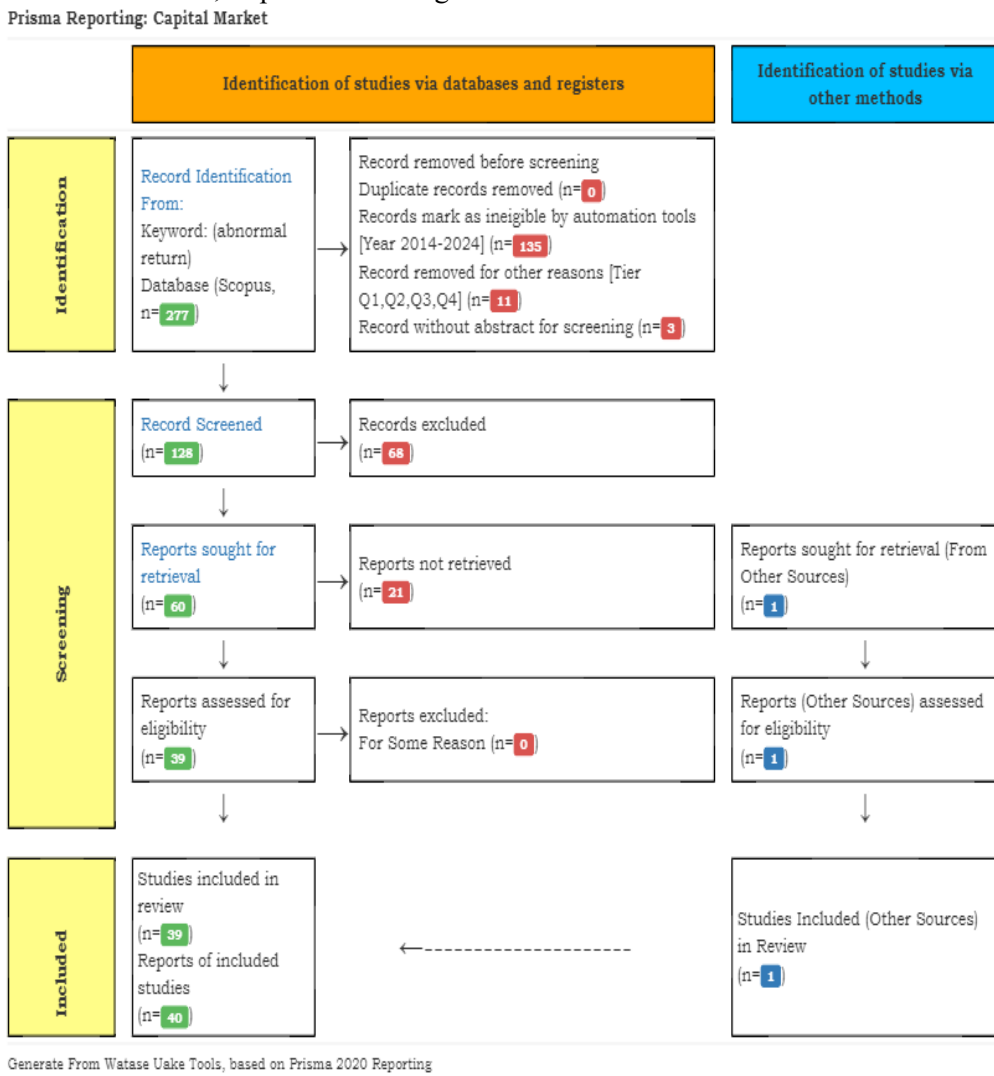 Prisma Reporting: Capital Market
Identification of studies via databases and registers
Identification of studies via
other methods
Identification
Record Identification
From:
Keyword: (abnormal
return)
Database (Scopus,
n=277)
Record removed before screening
Duplicate records removed (n=0)
Records mark as ineigible by automation tools
[Year 2014-2024] (n=135)
Record removed for other reasons [Tier
Q1,Q2,Q3,Q4] (n=11)
Record without abstract for screening (n=3)
Screening
Record Screened
(n=128)
Records excluded
(n=68)
Reports sought for
retrieval
(n=60)
Reports not retrieved
(n=21)
Reports sought for retrieval (From
Other Sources)
(n=1)
Reports assessed for
eligibility
(n=39)
Reports excluded:
For Some Reason (n=0)
Reports (Other Sources) assessed
for eligibility
(n=1)
Included
Studies included in
review
(n=39)
Reports of included
studies
(n=40)
Studies Included (Other Sources)
in Review
(n=1)
Generate From Watase Uake Tools, based on Prisma 2020 Reporting